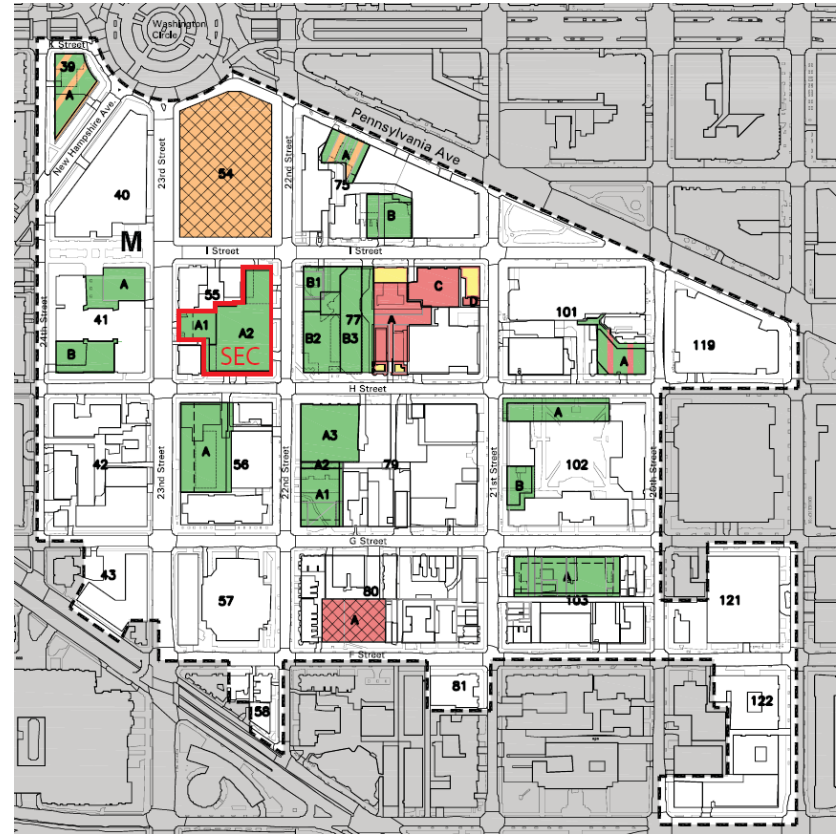 Washington
Circle
K Street
39
A
New Hampshire Ave.
Pennsylvania Ave
23rd Street
22nd Street
54
A
75
40
B
M
I Street
I Street
55
A
41
B
24th Street
A1
A2
SEC
B1
B2
77
B3
A
C
D
101
A
119
H Street
42
23rd Street
A
56
22nd Street
A3
A2
A1
79
21st Street
A
102
B
20th Street
G Street
43
57
80
A
A
103
121
F Street
58
81
122